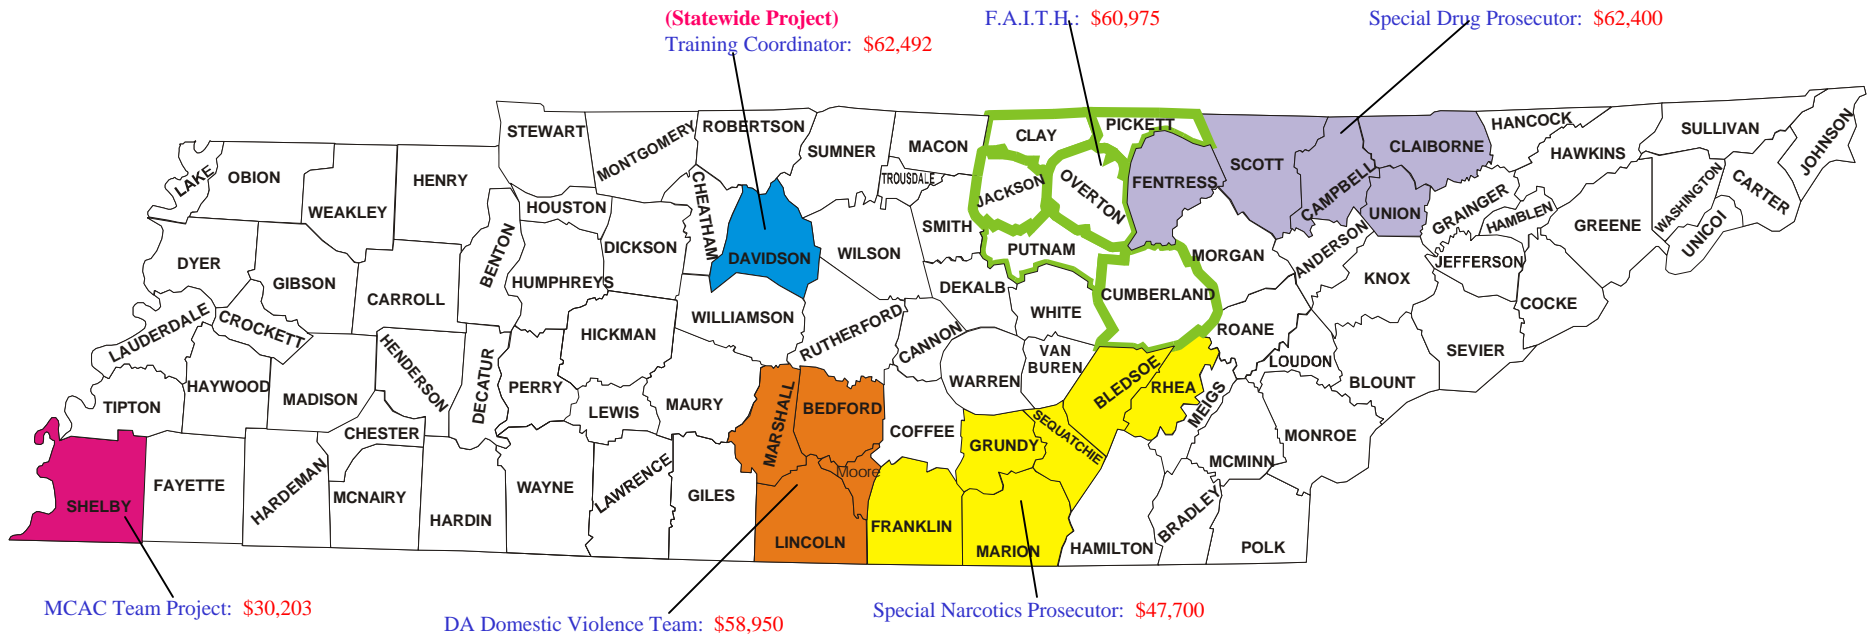 (Statewide Project)
Training Coordinator: $62,492
F.A.I.T.H.: $60,975
Special Drug Prosecutor: $62,400
STEWART
MONTGOMERY
ROBERTSON
SUMNER
MACON
CLAY
PICKETT
HANCOCK
SULLIVAN
JOHNSON
LAKE
OBION
WEAKLEY
HENRY
HOUSTON
CHEATHAM
TROUSDALE
JACKSON
OVERTON
FENTRESS
SCOTT
CAMPBELL
CLAIBORNE
UNION
GRAINGER
HAMBLEN
HAWKINS
GREENE
WASHINGTON
CARTER
UNICOI
DYER
GIBSON
CARROLL
BENTON
HUMPHREYS
DICKSON
DAVIDSON
WILSON
SMITH
PUTNAM
DEKALB
WHITE
CUMBERLAND
MORGAN
ANDERSON
KNOX
JEFFERSON
COCKE
LAUDERDALE
CROCKETT
HICKMAN
WILLIAMSON
RUTHERFORD
CANNON
VAN
BUREN
ROANE
LOUDON
SEVIER
TIPTON
HAYWOOD
MADISON
HENDERSON
DECATUR
PERRY
LEWIS
MAURY
MARSHALL
BEDFORD
WARREN
BLEDSOE
RHEA
MEIGS
BLOUNT
CHESTER
COFFEE
GRUNDY
SEQUATCHIE
MONROE
MCMINN
SHELBY
FAYETTE
HARDEMAN
MCNAIRY
HARDIN
WAYNE
LAWRENCE
GILES
Moore
LINCOLN
FRANKLIN
MARION
HAMILTON
BRADLEY
POLK
MCAC Team Project: $30,203
DA Domestic Violence Team: $58,950
Special Narcotics Prosecutor: $47,700